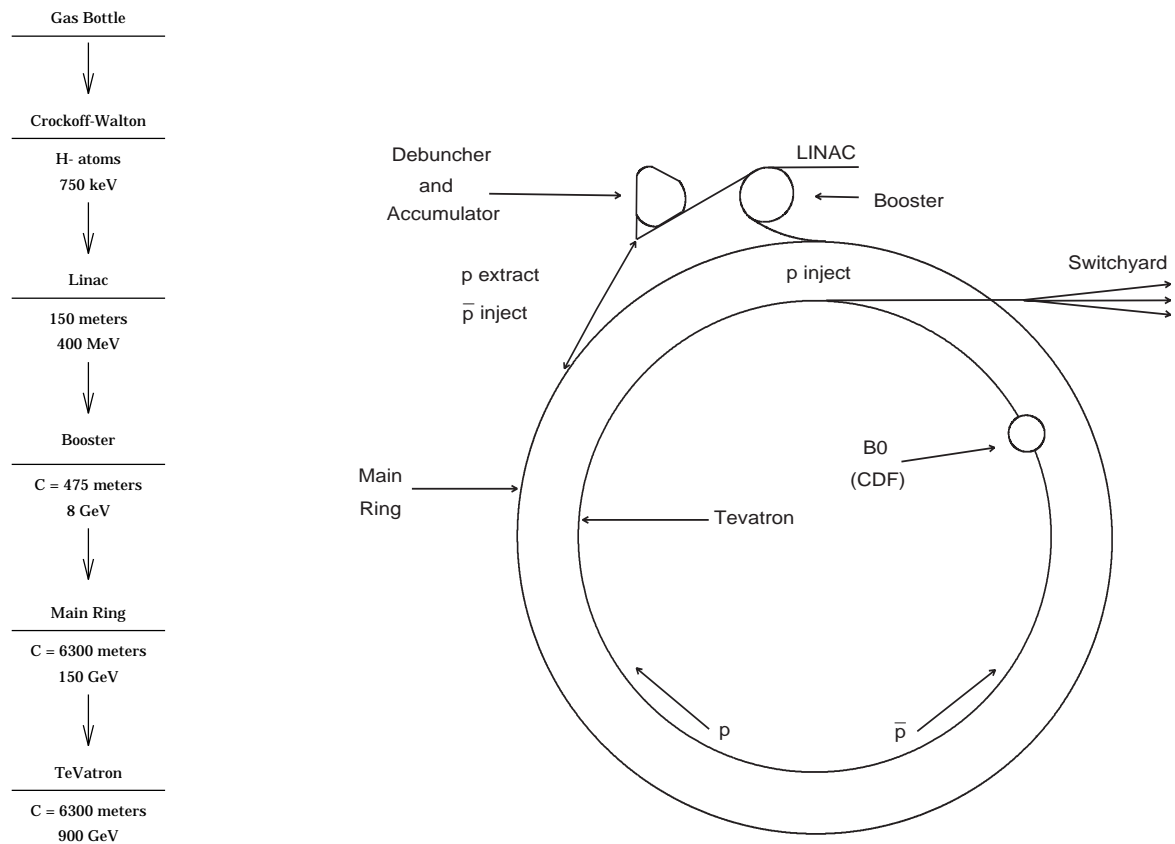 Gas Bottle
Crockoff-Walton
H- atoms
750 keV
Linac
150 meters
400 MeV
Booster
C = 475 meters
8 GeV
Main Ring
C = 6300 meters
150 GeV
TeVatron
C = 6300 meters
900 GeV
LINAC
Debuncher
and
Accumulator
Booster
p extract
p̅ inject
p inject
Switchyard
B0
(CDF)
Main
Ring
Tevatron
p
p̅